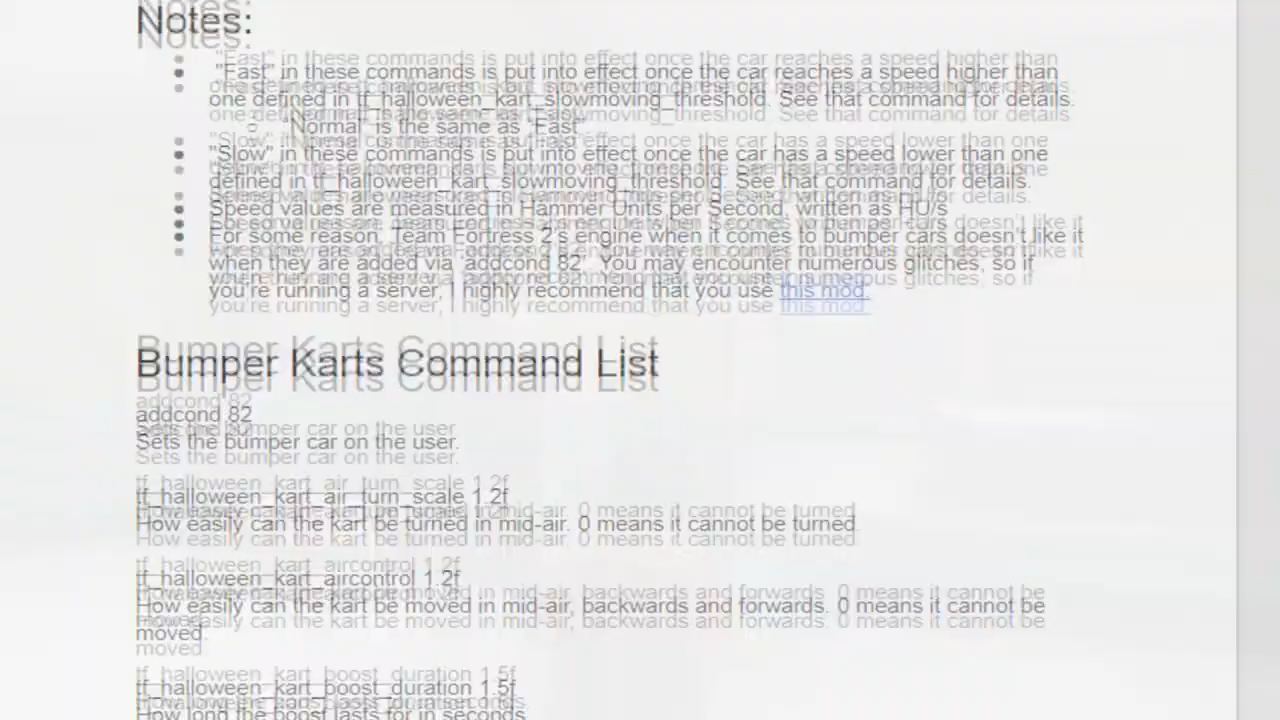 Notes:
"Fast" in these commands is put into effect once the car reaches a speed higher than
one defined in tf_halloween_kart_slowmoving_threshold. See that command for details.
"Normal" is the same as "Fast"
"Slow" in these commands is put into effect once the car has a speed lower than one
defined in tf_halloween_kart_slowmoving_threshold. See that command for details.
Speed values are measured in Hammer Units per Second, written as HU/s
For some reason, Team Fortress 2's engine when it comes to bumper cars doesn't like it
when they are added via addcond 82. You may encounter numerous glitches, so if
you're running a server, I highly recommend that you use this mod.
Bumper Karts Command List
addcond 82
Sets the bumper car on the user.
tf_halloween_kart_air_turn_scale 1.2f
How easily can the kart be turned in mid-air. 0 means it cannot be turned.
tf_halloween_kart_aircontrol 1.2f
How easily can the kart be moved in mid-air, backwards and forwards. 0 means it cannot be
moved.
tf_halloween_kart_boost_duration 1.5f
How long the boost lasts for in seconds